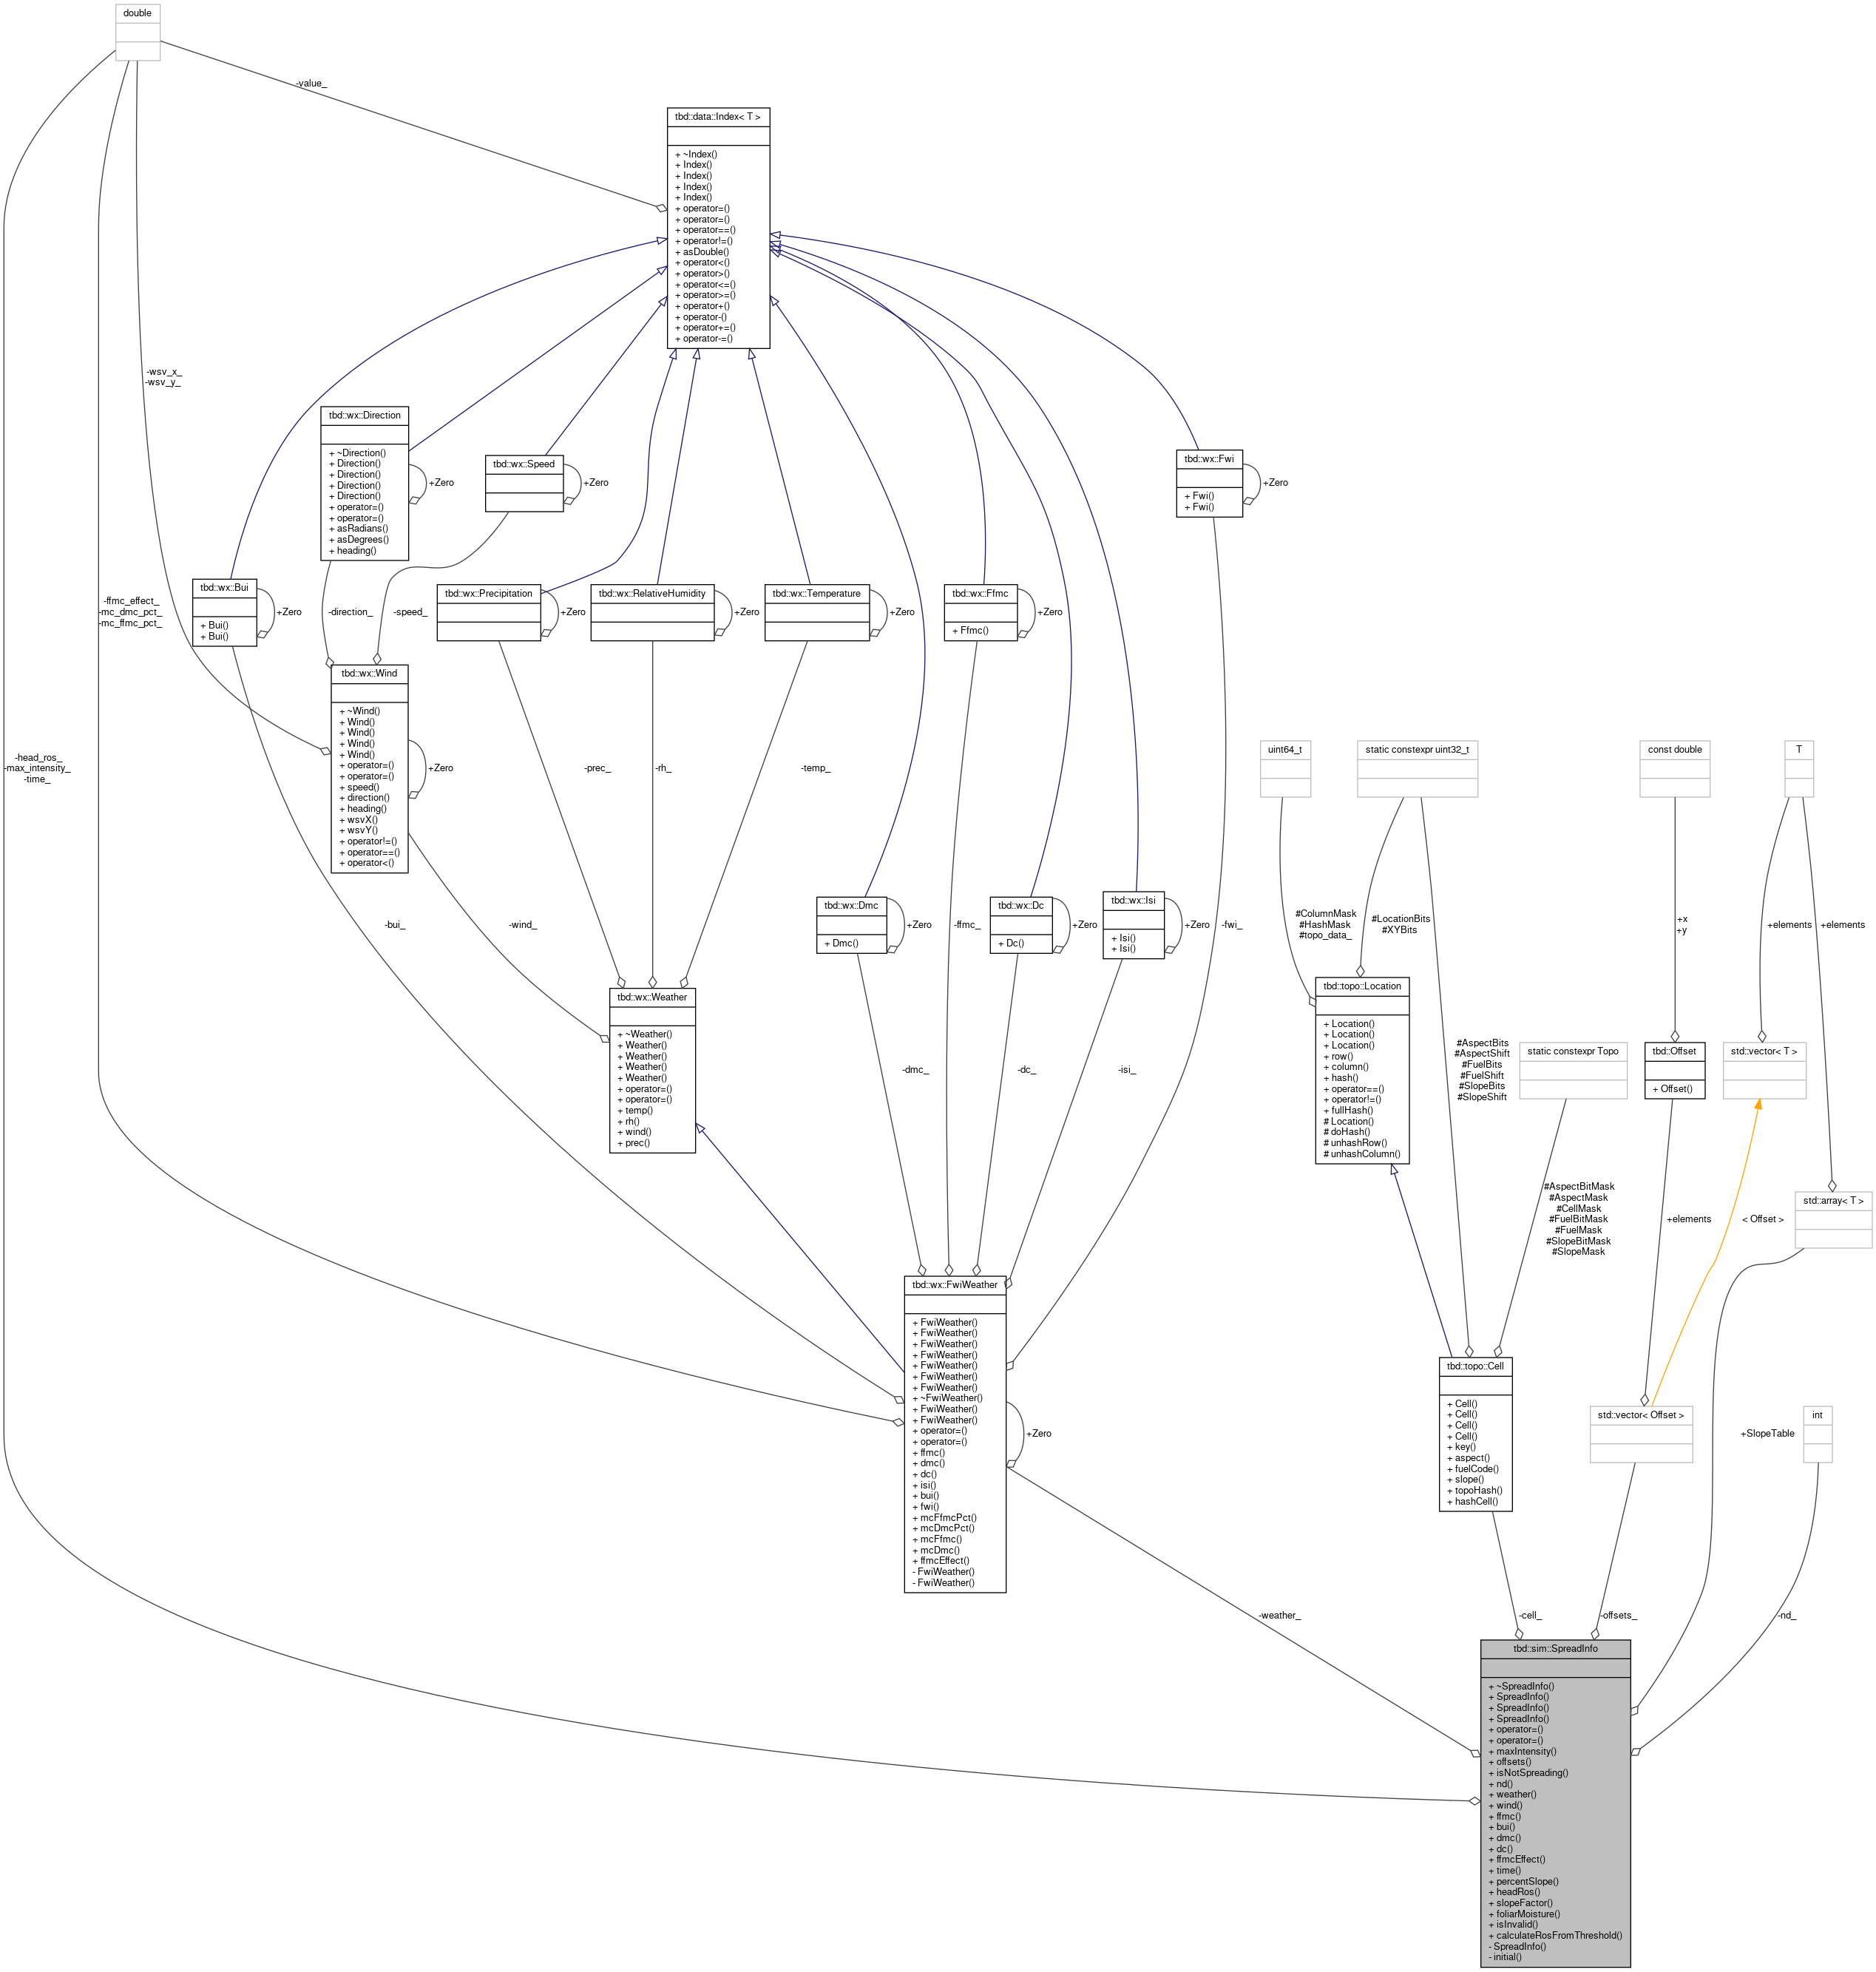 double
-value_
tbd::data::Index< T >
+ ~Index()
+ Index()
+ Index()
+ Index()
+ Index()
+ operator=()
+ operator=()
+ operator==()
+ operator!=()
+ asDouble()
+ operator<()
+ operator>()
+ operator<=()
+ operator>=()
+ operator+()
+ operator-()
+ operator+=()
+ operator-=()
-wsv_x_
-wsv_y_
tbd::wx::Direction
+ ~Direction()
+ Direction()
+ Direction()
+ Direction()
+ Direction()
+ operator=()
+ operator=()
+ asRadians()
+ asDegrees()
+ heading()
+Zero
tbd::wx::Speed
+Zero
tbd::wx::Fwi
+ Fwi()
+ Fwi()
+Zero
-ffmc_effect_
-mc_dmc_pct_
-mc_ffmc_pct_
tbd::wx::Bui
+ Bui()
+ Bui()
+Zero
-direction_
-speed_
tbd::wx::Precipitation
+Zero
tbd::wx::RelativeHumidity
+Zero
tbd::wx::Temperature
+Zero
tbd::wx::Ffmc
+ Ffmc()
+Zero
-head_ros_
-max_intensity_
-time_
tbd::wx::Wind
+ ~Wind()
+ Wind()
+ Wind()
+ Wind()
+ Wind()
+ operator=()
+ operator=()
+ speed()
+ direction()
+ heading()
+ wsvX()
+ wsvY()
+ operator!=()
+ operator==()
+ operator<()
+Zero
-prec_
-rh_
-temp_
uint64_t
static constexpr uint32_t
const double
T
-bui_
-wind_
tbd::wx::Dmc
+ Dmc()
+Zero
-ffmc_
tbd::wx::Dc
+ Dc()
+Zero
tbd::wx::Isi
+ Isi()
+ Isi()
+Zero
-fwi_
#ColumnMask
#HashMask
#topo_data_
#LocationBits
#XYBits
+x
+y
+elements
+elements
tbd::wx::Weather
+ ~Weather()
+ Weather()
+ Weather()
+ Weather()
+ Weather()
+ operator=()
+ operator=()
+ temp()
+ rh()
+ wind()
+ prec()
-dmc_
-dc_
-isi_
tbd::topo::Location
+ Location()
+ Location()
+ Location()
+ row()
+ column()
+ hash()
+ operator==()
+ operator!=()
+ fullHash()
# Location()
# doHash()
# unhashRow()
# unhashColumn()
#AspectBits
#AspectShift
#FuelBits
#FuelShift
#SlopeBits
#SlopeShift
static constexpr Topo
tbd::Offset
+ Offset()
std::vector< T >
#AspectBitMask
#AspectMask
#CellMask
#FuelBitMask
#FuelMask
#SlopeBitMask
#SlopeMask
+elements
< Offset >
std::array< T >
tbd::wx::FwiWeather
+ FwiWeather()
+ FwiWeather()
+ FwiWeather()
+ FwiWeather()
+ FwiWeather()
+ FwiWeather()
+ FwiWeather()
+ ~FwiWeather()
+ FwiWeather()
+ FwiWeather()
+ operator=()
+ operator=()
+ ffmc()
+ dmc()
+ dc()
+ isi()
+ bui()
+ fwi()
+ mcFfmcPct()
+ mcDmcPct()
+ mcFfmc()
+ mcDmc()
+ ffmcEffect()
- FwiWeather()
- FwiWeather()
+Zero
tbd::topo::Cell
+ Cell()
+ Cell()
+ Cell()
+ Cell()
+ key()
+ aspect()
+ fuelCode()
+ slope()
+ topoHash()
+ hashCell()
std::vector< Offset >
+SlopeTable
int
-weather_
-cell_
-offsets_
-nd_
tbd::sim::SpreadInfo
+ ~SpreadInfo()
+ SpreadInfo()
+ SpreadInfo()
+ SpreadInfo()
+ operator=()
+ operator=()
+ maxIntensity()
+ offsets()
+ isNotSpreading()
+ nd()
+ weather()
+ wind()
+ ffmc()
+ bui()
+ dmc()
+ dc()
+ ffmcEffect()
+ time()
+ percentSlope()
+ headRos()
+ slopeFactor()
+ foliarMoisture()
+ isInvalid()
+ calculateRosFromThreshold()
- SpreadInfo()
- initial()